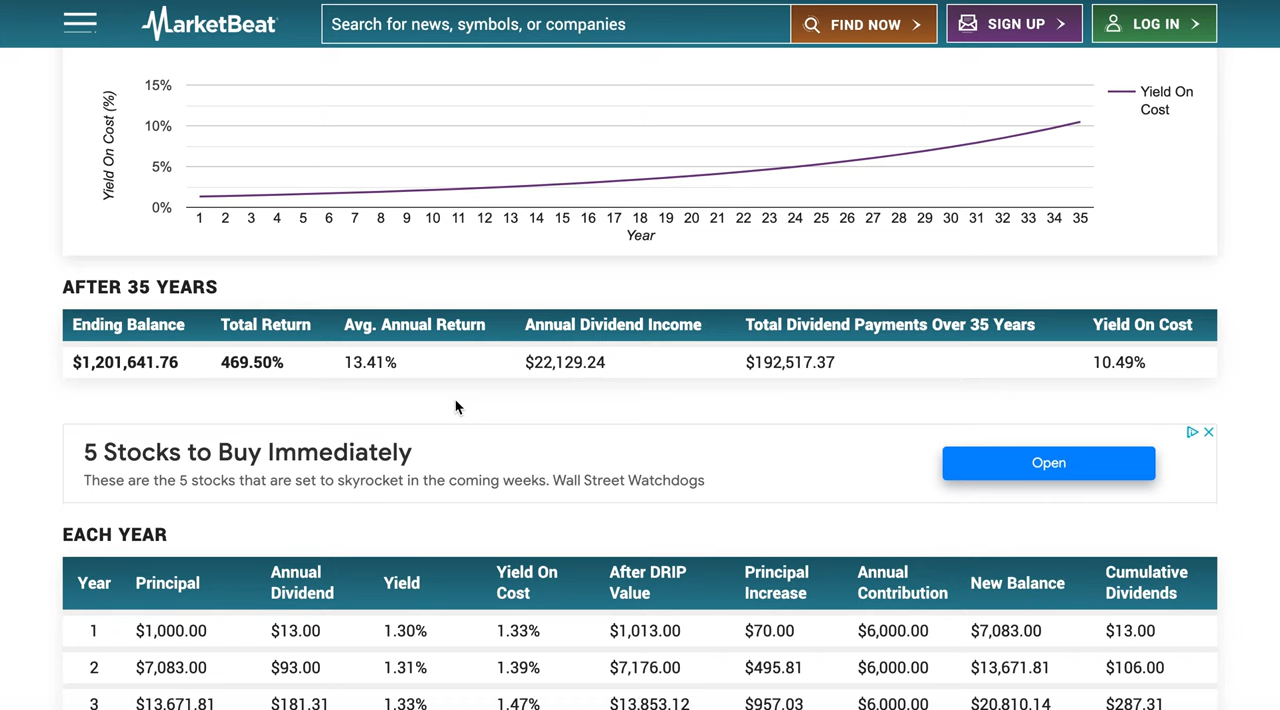 MarketBeat
Search for news, symbols, or companies
FIND NOW >
SIGN UP >
LOG IN >
15%
10%
5%
0%
Yield On Cost (%)
Yield On
Cost
1 2 3 4 5 6 7 8 9 10 11 12 13 14 15 16 17 18 19 20 21 22 23 24 25 26 27 28 29 30 31 32 33 34 35
Year
AFTER 35 YEARS
Ending Balance Total Return Avg. Annual Return Annual Dividend Income Total Dividend Payments Over 35 Years Yield On Cost
$1,201,641.76 469.50% 13.41% $22,129.24 $192,517.37 10.49%
5 Stocks to Buy Immediately
These are the 5 stocks that are set to skyrocket in the coming weeks. Wall Street Watchdogs
Open
EACH YEAR
Year Principal Annual Dividend Yield Yield On Cost After DRIP Value Principal Increase Annual Contribution New Balance Cumulative Dividends
1 $1,000.00 $13.00 1.30% 1.33% $1,013.00 $70.00 $6,000.00 $7,083.00 $13.00
2 $7,083.00 $93.00 1.31% 1.39% $7,176.00 $495.81 $6,000.00 $13,671.81 $106.00
3 $13,671.81 $181.31 1.33% 1.47% $13,853.12 $957.03 $6,000.00 $20,810.14 $287.31